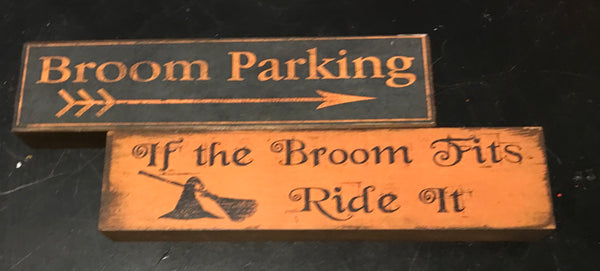 Broom Parking
If the Broom Fits
Ride It